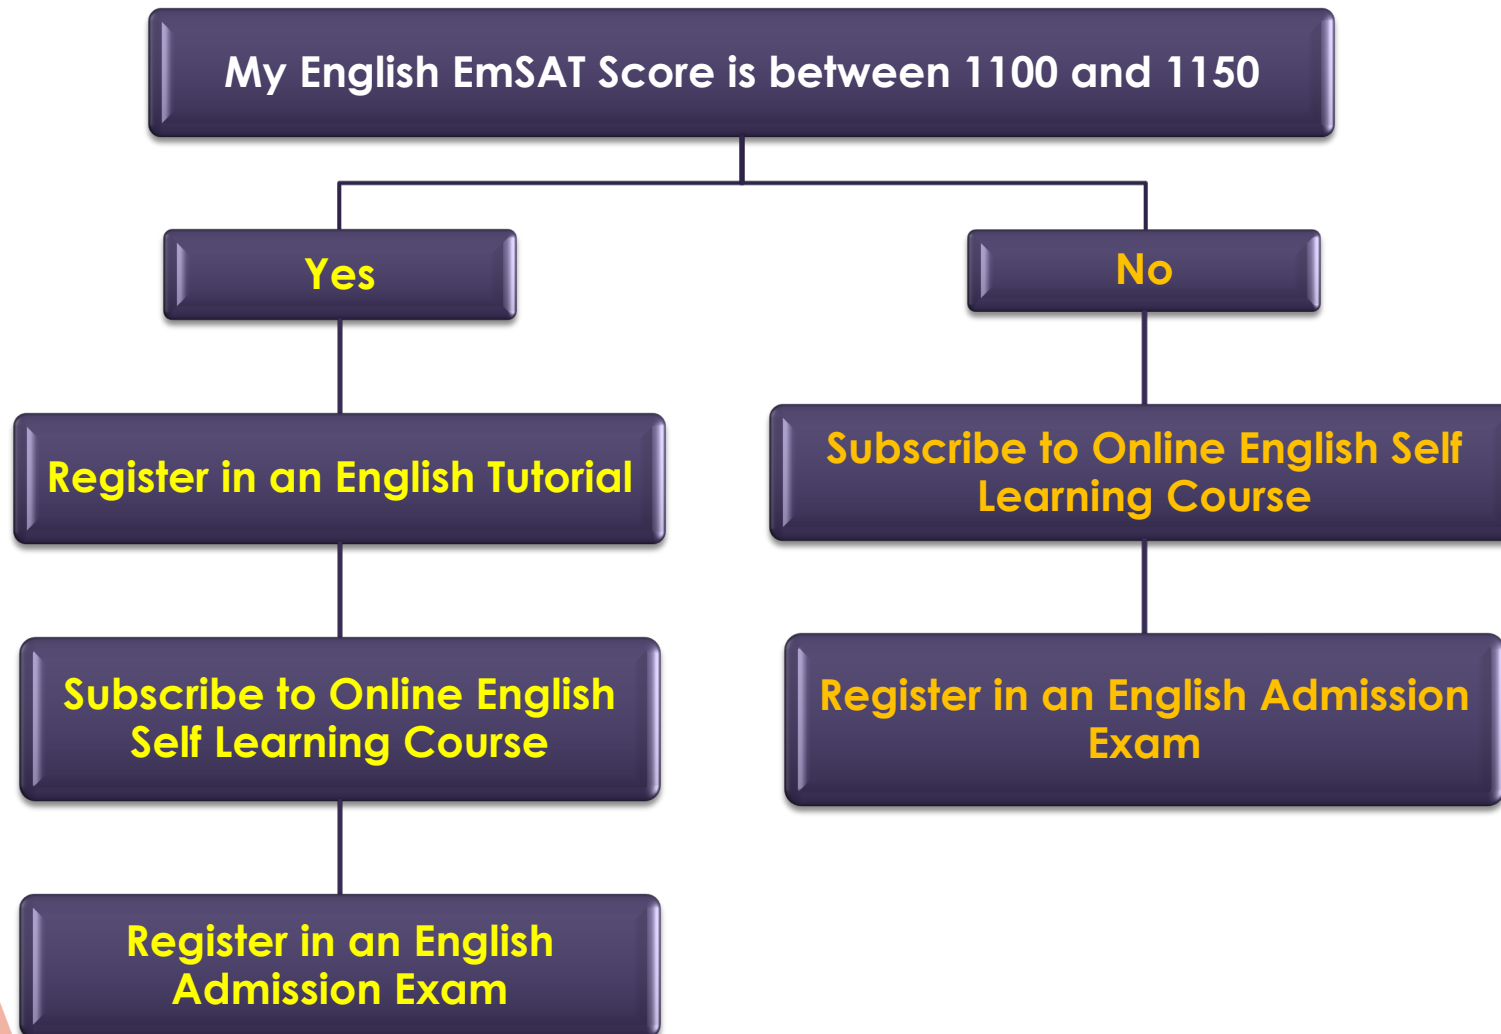 My English EmSAT Score is between 1100 and 1150
Yes
No
Register in an English Tutorial
Subscribe to Online English Self
Learning Course
Subscribe to Online English
Self Learning Course
Register in an English Admission
Exam
Register in an English
Admission Exam